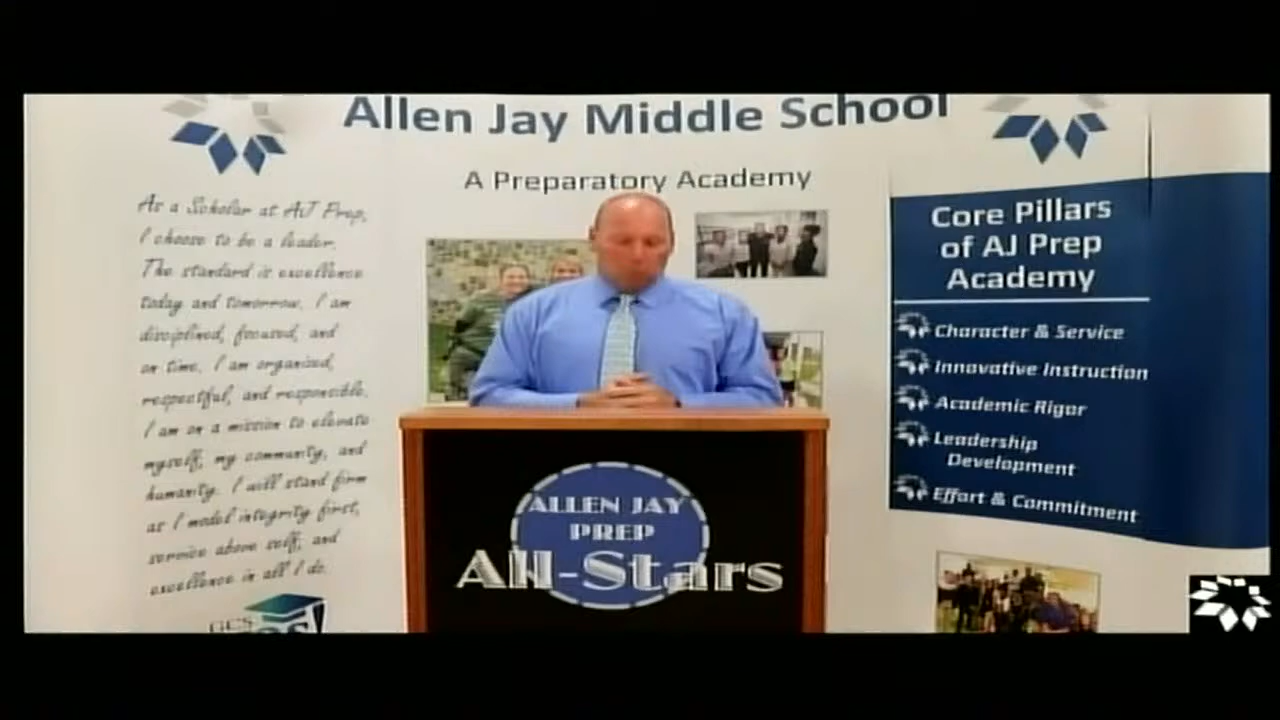 Allen Jay Middle School
A Preparatory Academy
As a Scholar at AJ Prep,
I choose to be a leader.
The standard is excellence
today and tomorrow. I am
disciplined, focused, and
on time. I am organized,
respectful, and responsible.
I am on a mission to elevate
myself, my community, and
humanity. I will stand firm
as I model integrity first,
service above self, and
excellence in all I do.
GCS
Core Pillars
of AJ Prep
Academy
Character & Service
Innovative Instruction
Academic Rigor
Leadership
Development
Effort & Commitment
ALLEN JAY
PREP
All-Stars